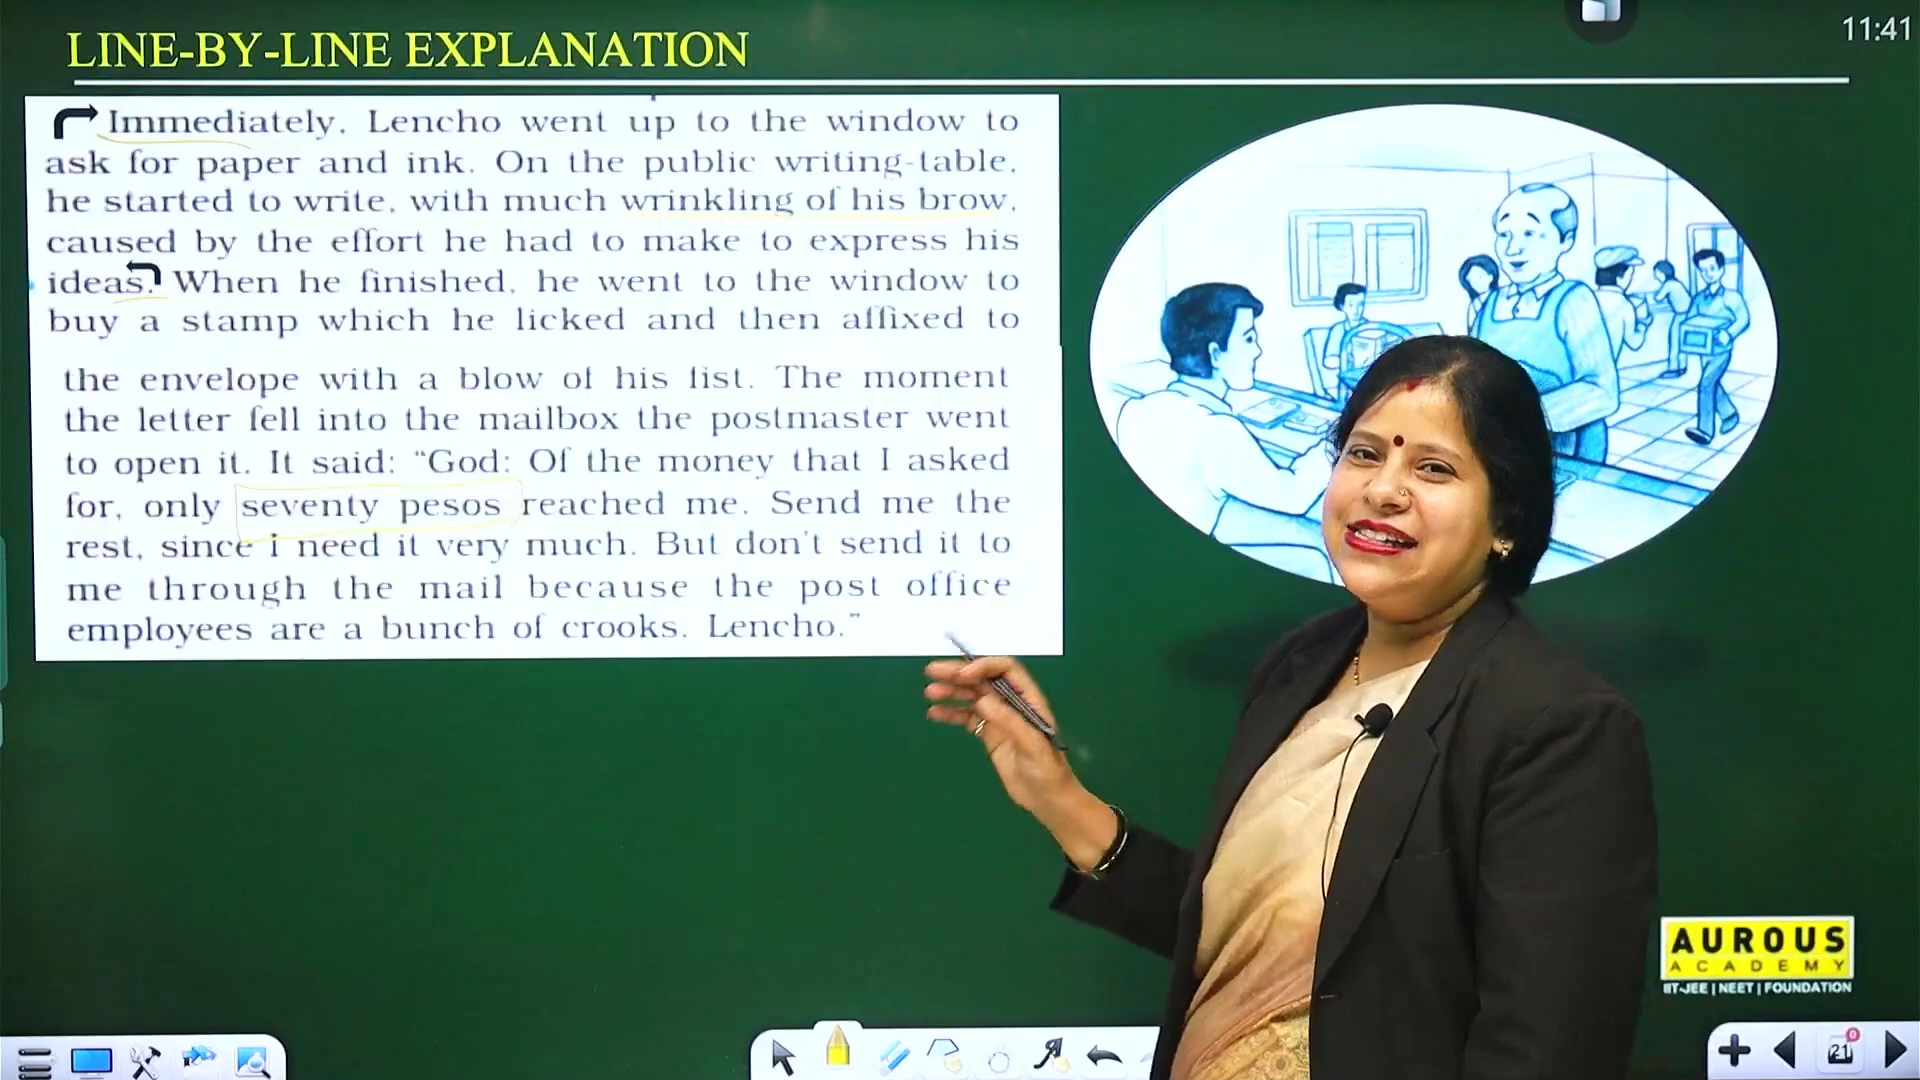 LINE-BY-LINE EXPLANATION
11:41
Immediately, Lencho went up to the window to
ask for paper and ink. On the public writing-table,
he started to write, with much wrinkling of his brow,
caused by the effort he had to make to express his
ideas. When he finished, he went to the window to
buy a stamp which he licked and then affixed to
the envelope with a blow of his fist. The moment
the letter fell into the mailbox the postmaster went
to open it. It said: “God: Of the money that I asked
for, only seventy pesos reached me. Send me the
rest, since i need it very much. But don't send it to
me through the mail because the post office
employees are a bunch of crooks. Lencho.”
AUROUS
ACADEMY
IIT-JEE | NEET | FOUNDATION
21
0